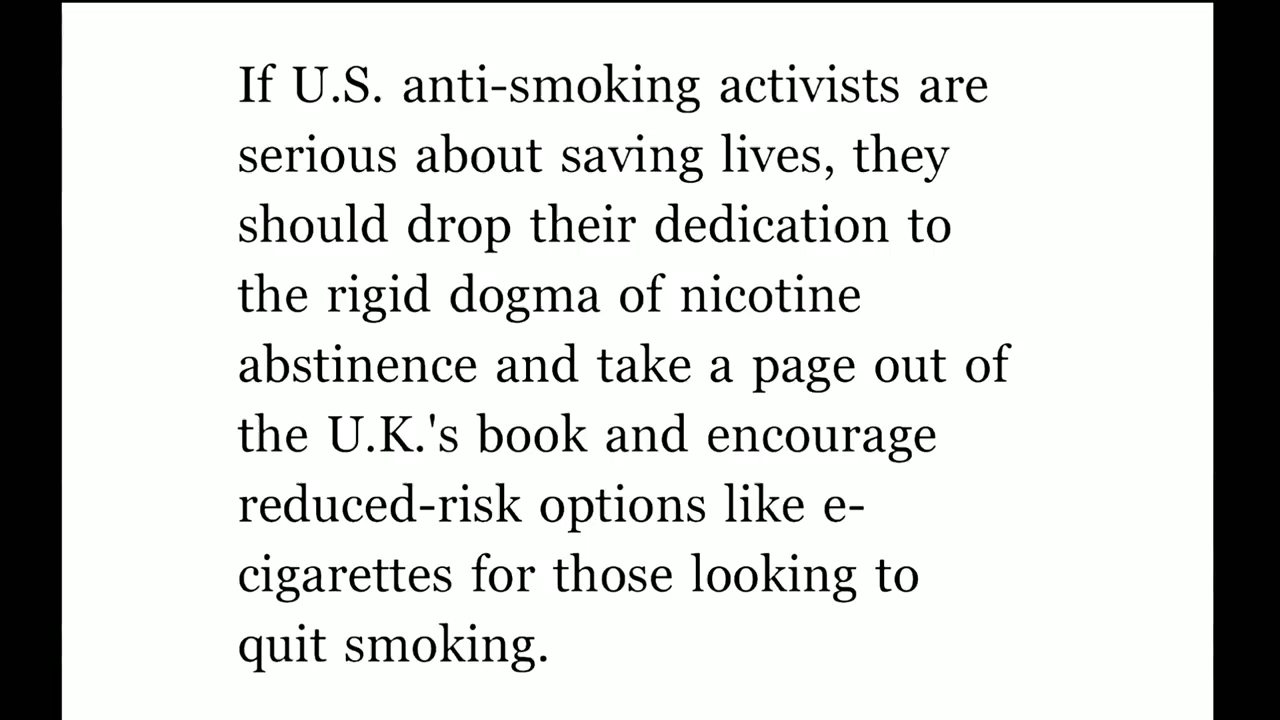 If U.S. anti-smoking activists are
serious about saving lives, they
should drop their dedication to
the rigid dogma of nicotine
abstinence and take a page out of
the U.K.'s book and encourage
reduced-risk options like e-
cigarettes for those looking to
quit smoking.